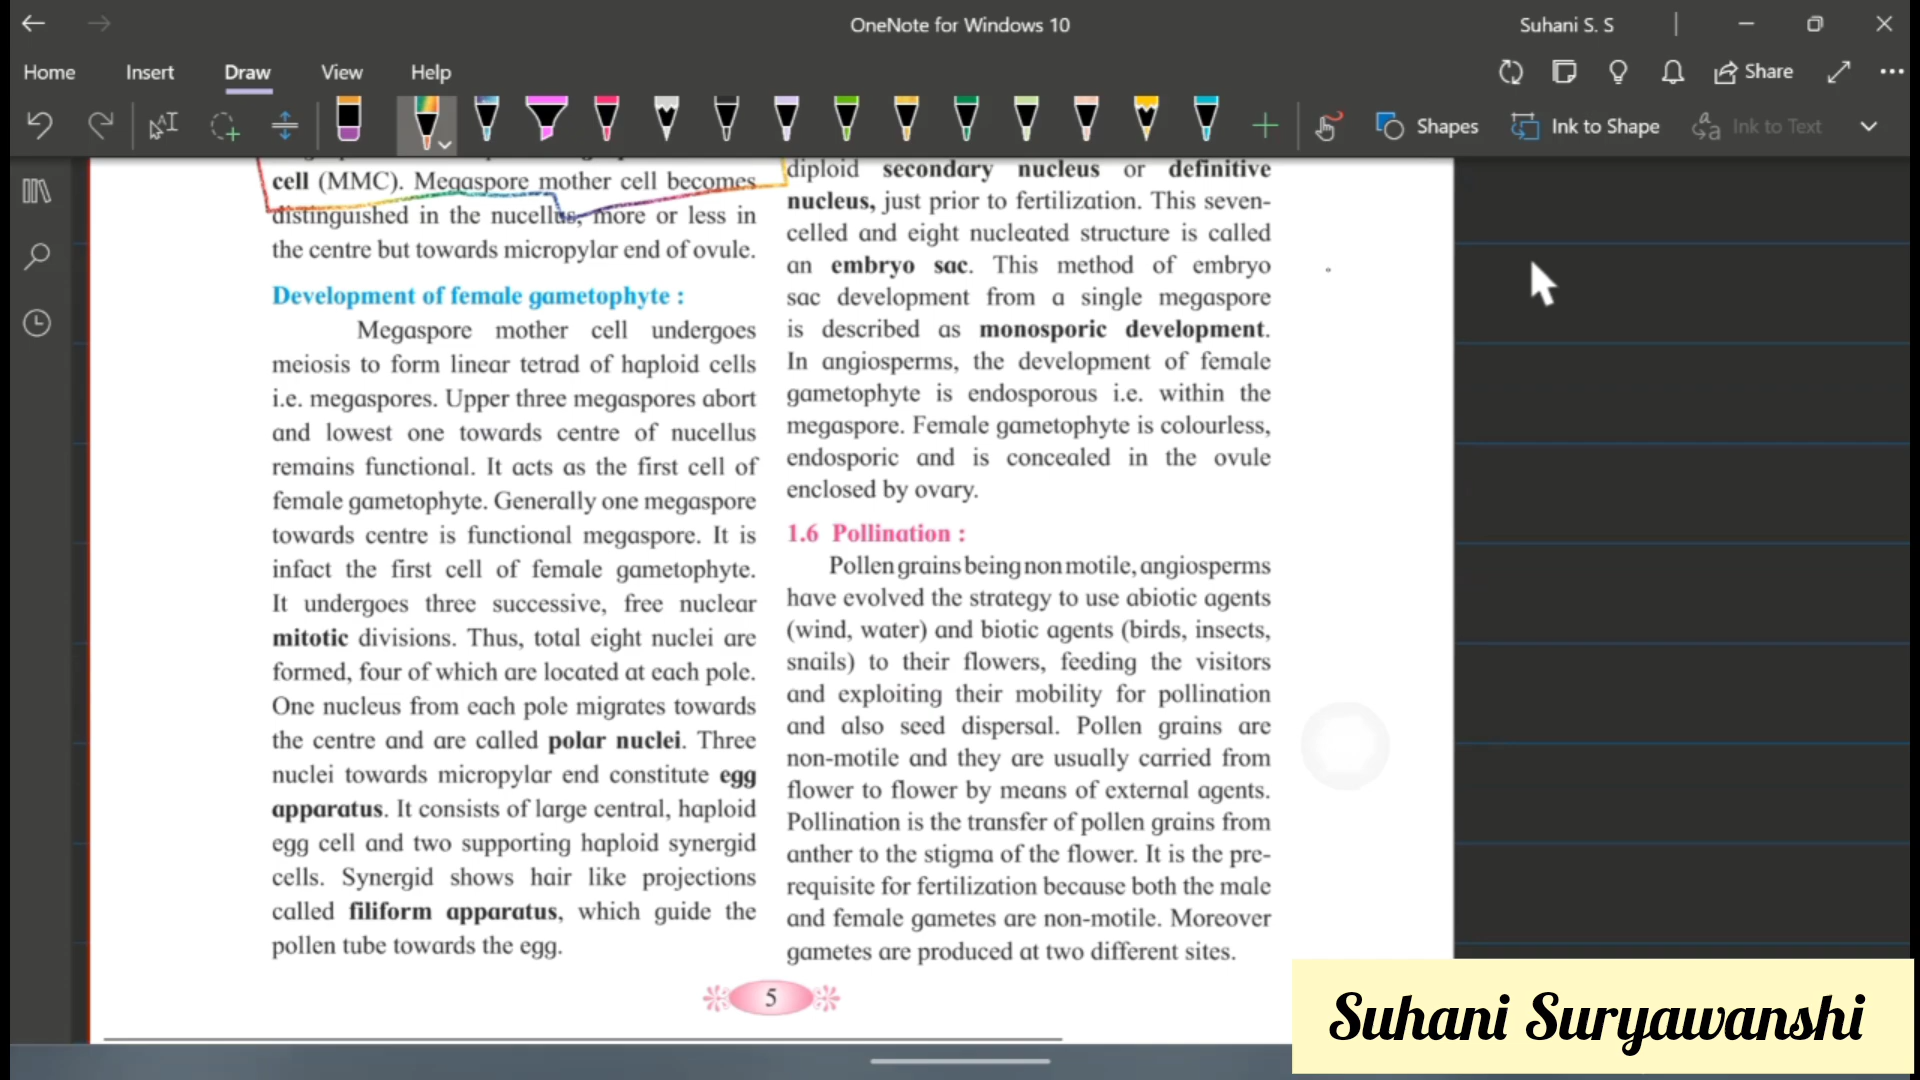 OneNote for Windows 10
Suhani S. S
Home Insert Draw View Help
Share
Shapes
Ink to Shape
Ink to Text
cell (MMC). Megaspore mother cell becomes
distinguished in the nucellus, more or less in
the centre but towards micropylar end of ovule.
Development of female gametophyte :
Megaspore mother cell undergoes
meiosis to form linear tetrad of haploid cells
i.e. megaspores. Upper three megaspores abort
and lowest one towards centre of nucellus
remains functional. It acts as the first cell of
female gametophyte. Generally one megaspore
towards centre is functional megaspore. It is
infact the first cell of female gametophyte.
It undergoes three successive, free nuclear
mitotic divisions. Thus, total eight nuclei are
formed, four of which are located at each pole.
One nucleus from each pole migrates towards
the centre and are called polar nuclei. Three
nuclei towards micropylar end constitute egg
apparatus. It consists of large central, haploid
egg cell and two supporting haploid synergid
cells. Synergid shows hair like projections
called filiform apparatus, which guide the
pollen tube towards the egg.
diploid secondary nucleus or definitive
nucleus, just prior to fertilization. This seven-
celled and eight nucleated structure is called
an embryo sac. This method of embryo
sac development from a single megaspore
is described as monosporic development.
In angiosperms, the development of female
gametophyte is endosporous i.e. within the
megaspore. Female gametophyte is colourless,
endosporic and is concealed in the ovule
enclosed by ovary.
1.6 Pollination :
Pollen grains being non motile, angiosperms
have evolved the strategy to use abiotic agents
(wind, water) and biotic agents (birds, insects,
snails) to their flowers, feeding the visitors
and exploiting their mobility for pollination
and also seed dispersal. Pollen grains are
non-motile and they are usually carried from
flower to flower by means of external agents.
Pollination is the transfer of pollen grains from
anther to the stigma of the flower. It is the pre-
requisite for fertilization because both the male
and female gametes are non-motile. Moreover
gametes are produced at two different sites.
5
Suhani Suryawanshi